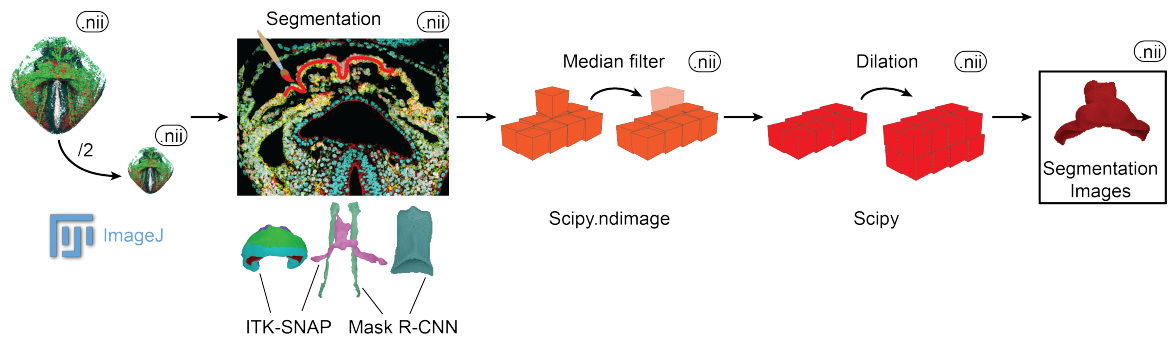 .nii
/2
.nii
ImageJ
Segmentation
.nii
ITK-SNAP
Mask R-CNN
Median filter
.nii
Scipy.ndimage
Dilation
.nii
Scipy
.nii
Segmentation
Images